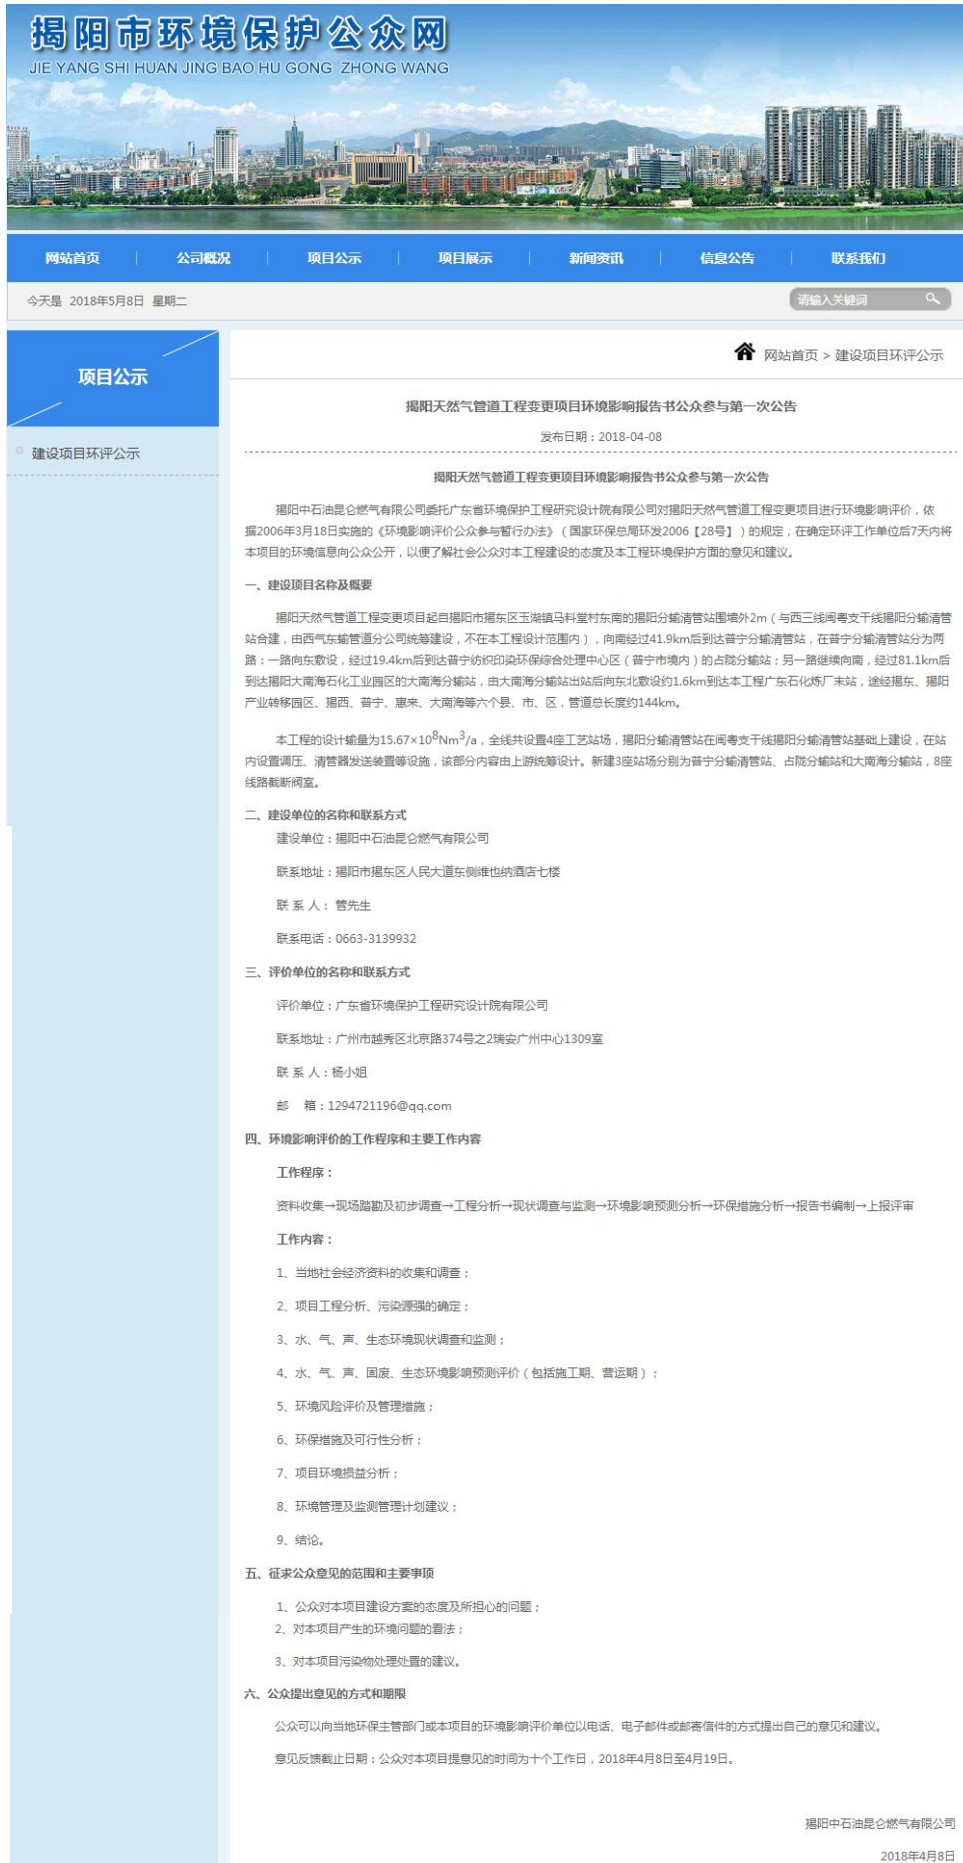 揭阳市环境保护公众网
JIE YANG SHI HUAN JING BAO HU GONG ZHONG WANG
网站首页 公司概况 项目公示 项目展示 新闻资讯 信息公告 联系我们
今天是 2018年5月8日 星期二
请输入关键词
项目公示
网站首页 > 建设项目环评公示
建设项目环评公示
揭阳天然气管道工程变更项目环境影响报告书公众参与第一次公告
发布日期：2018-04-08
揭阳天然气管道工程变更项目环境影响报告书公众参与第一次公告
揭阳中石油昆仑燃气有限公司委托广东省环境保护工程研究设计院有限公司对揭阳天然气管道工程变更项目进行环境影响评价，依
据2006年3月18日实施的《环境影响评价公众参与暂行办法》（国家环保总局环发2006【28号】）的规定，在确定环评工作单位后7天内将
本项目的环境信息向公众公开，以便了解社会公众对本工程建设的态度及本工程环境保护方面的意见和建议。
一、建设项目名称及概要
揭阳天然气管道工程变更项目起自揭阳市揭东区玉湖镇马料堂村东南的揭阳分输清管站围墙外2m（与西三线闽粤支干线揭阳分输清管
站合建，由西气东输管道分公司统筹建设，不在本工程设计范围内），向南经过41.9km后到达普宁分输清管站，在普宁分输清管站分为两
路：一路向东敷设，经过19.4km后到达普宁纺织印染环保综合处理中心区（普宁市境内）的占陇分输站；另一路继续向南，经过81.1km后
到达揭阳大南海石化工业园区的大南海分输站，由大南海分输站出站后向东北敷设约1.6km到达本工程广东石化炼厂末站，途经揭东、揭阳
产业转移园区、揭西、普宁、惠来、大南海等六个县、市、区，管道总长度约144km。
本工程的设计输量为15.67×10⁸Nm³/a，全线共设置4座工艺站场，揭阳分输清管站在闽粤支干线揭阳分输清管站基础上建设，在站
内设置调压、清管器发送装置等设施，该部分内容由上游统筹设计。新建3座站场分别为普宁分输清管站、占陇分输站和大南海分输站，8座
线路截断阀室。
二、建设单位的名称和联系方式
建设单位：揭阳中石油昆仑燃气有限公司
联系地址：揭阳市揭东区人民大道东侧维也纳酒店七楼
联 系 人： 管先生
联系电话：0663-3139932
三、评价单位的名称和联系方式
评价单位：广东省环境保护工程研究设计院有限公司
联系地址：广州市越秀区北京路374号之2瑞安广州中心1309室
联 系 人：杨小姐
邮 箱：1294721196@qq.com
四、环境影响评价的工作程序和主要工作内容
工作程序：
资料收集→现场踏勘及初步调查→工程分析→现状调查与监测→环境影响预测分析→环保措施分析→报告书编制→上报评审
工作内容：
1、当地社会经济资料的收集和调查；
2、项目工程分析、污染源强的确定；
3、水、气、声、生态环境现状调查和监测；
4、水、气、声、固废、生态环境影响预测评价（包括施工期、营运期）；
5、环境风险评价及管理措施；
6、环保措施及可行性分析；
7、项目环境损益分析；
8、环境管理及监测管理计划建议；
9、结论。
五、征求公众意见的范围和主要事项
1、公众对本项目建设方案的态度及所担心的问题；
2、对本项目产生的环境问题的看法；
3、对本项目污染物处理处置的建议。
六、公众提出意见的方式和期限
公众可以向当地环保主管部门或本项目的环境影响评价单位以电话、电子邮件或邮寄信件的方式提出自己的意见和建议。
意见反馈截止日期：公众对本项目提意见的时间为十个工作日，2018年4月8日至4月19日。
揭阳中石油昆仑燃气有限公司
2018年4月8日